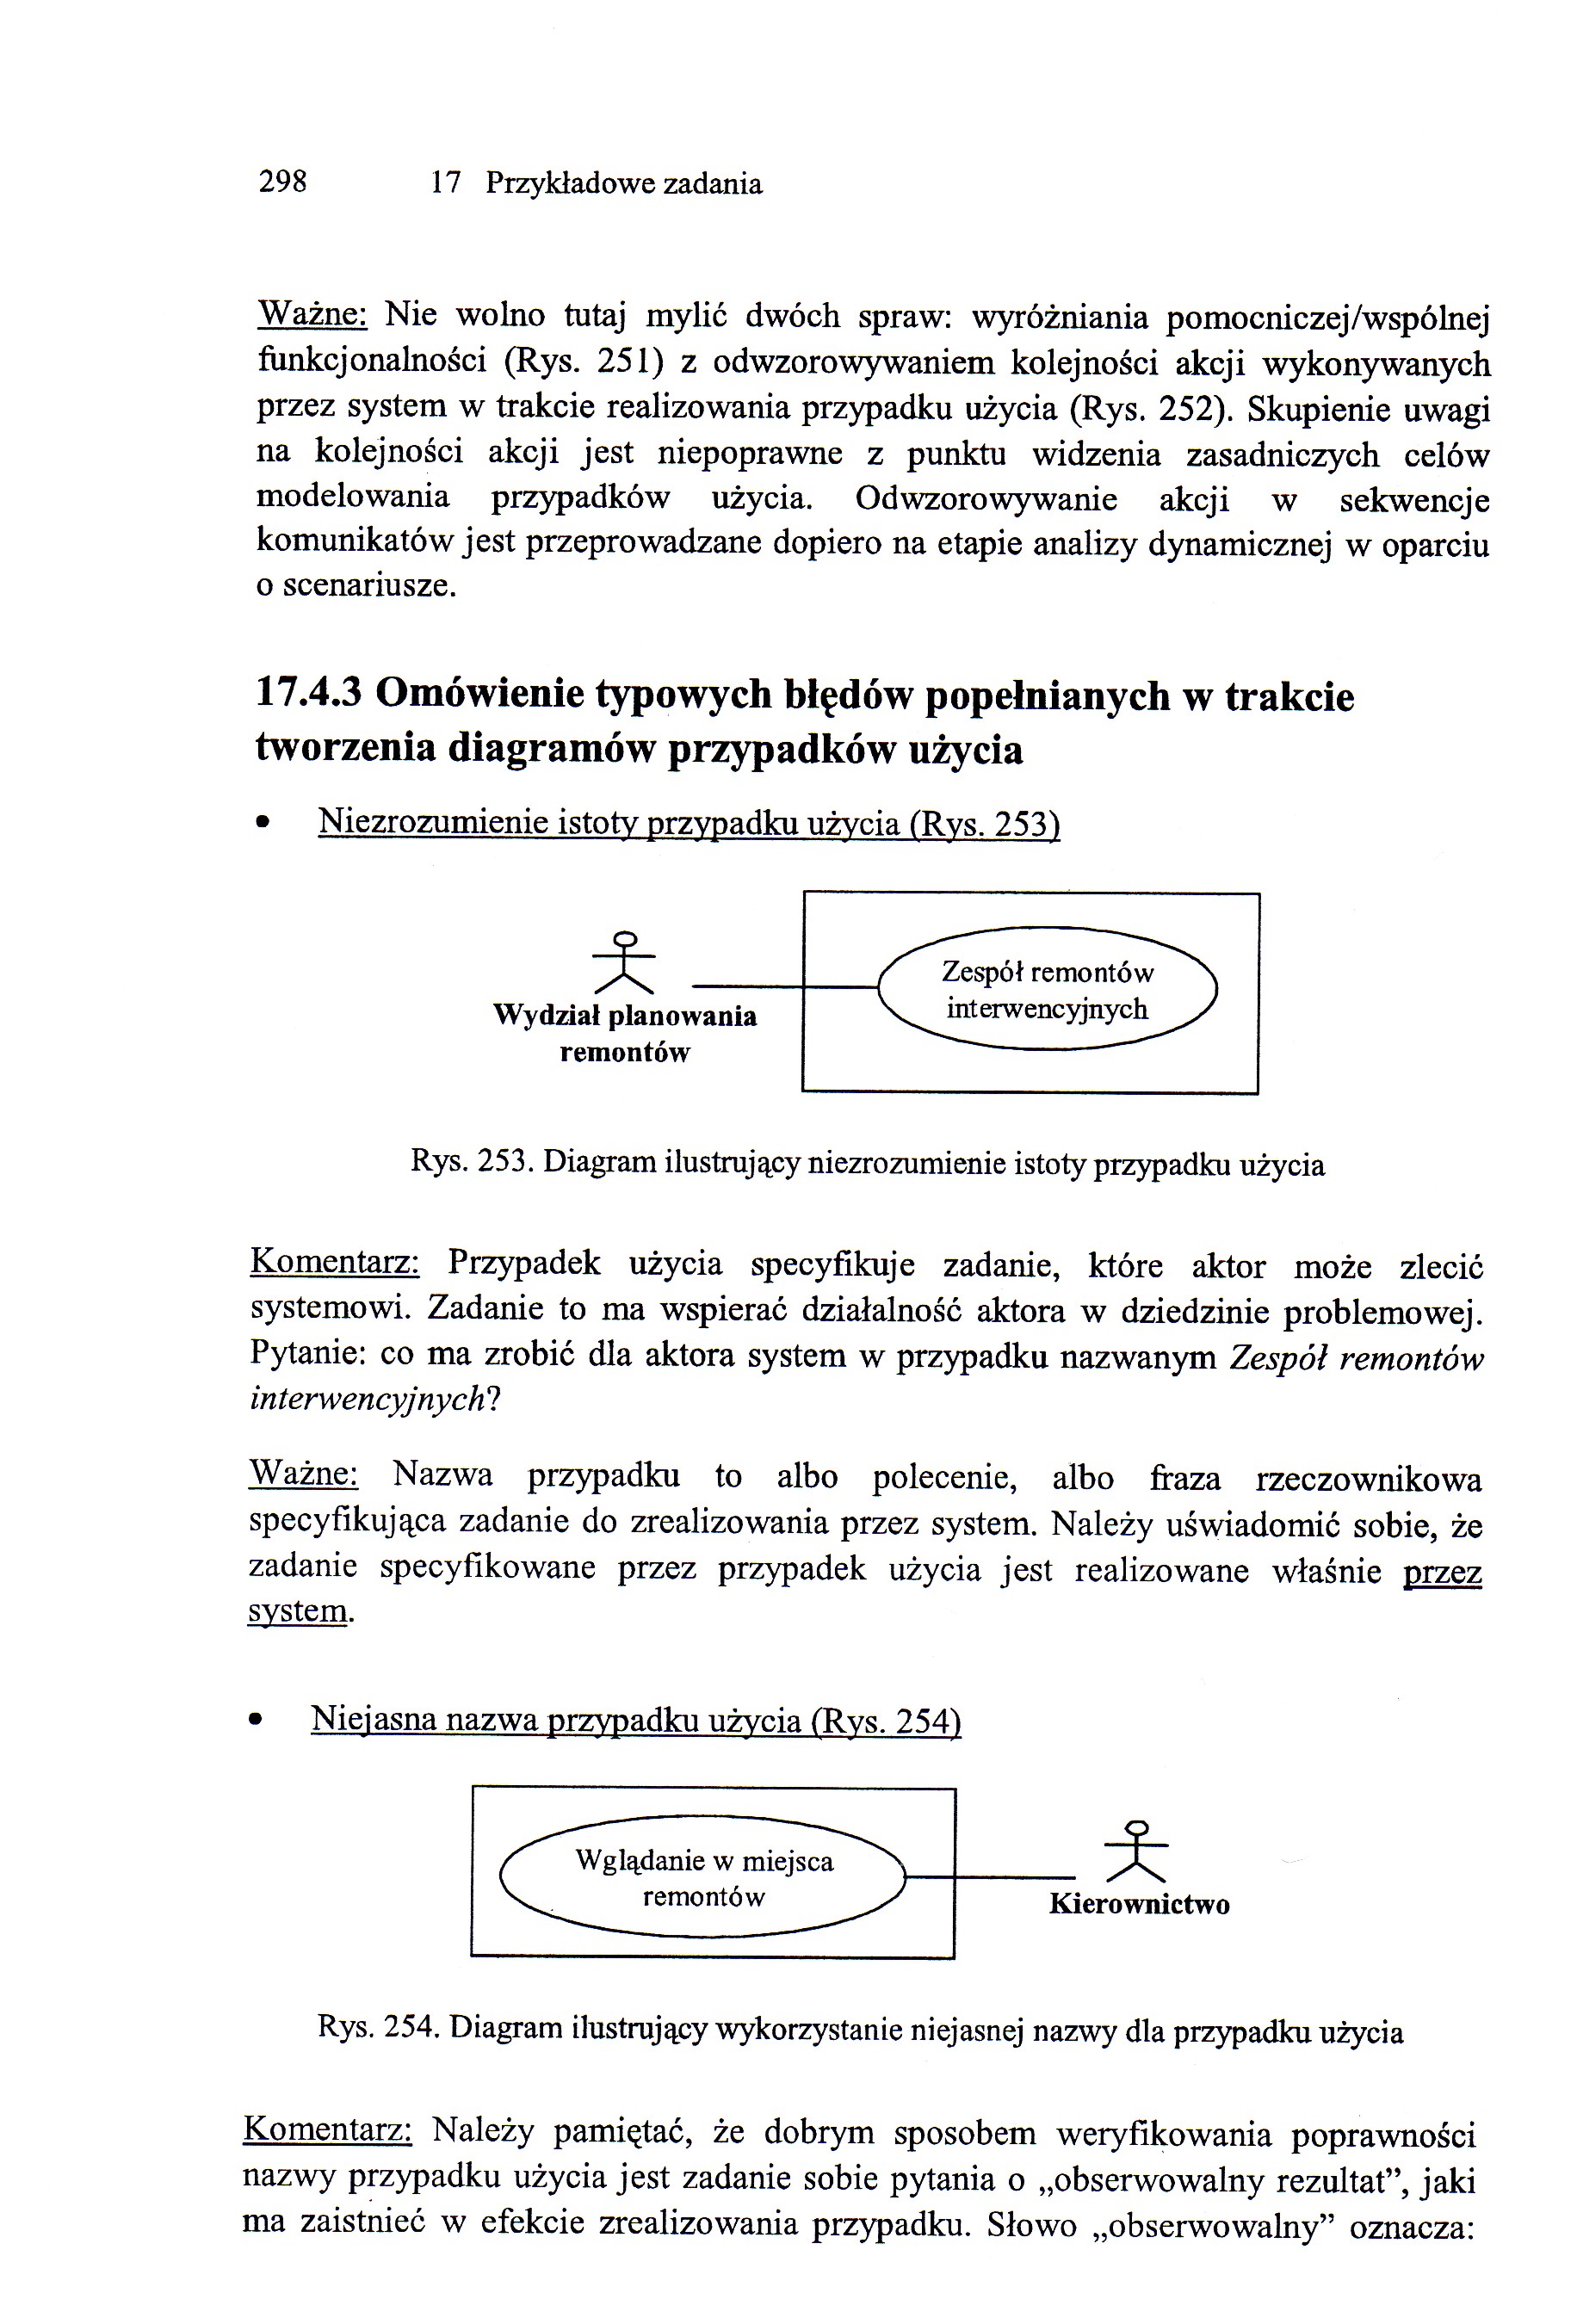 298 17 Przykładowe zadania
Ważne: Nie wolno tutaj mylić dwóch spraw: wyróżniania pomocniczej/wspólnej
funkcjonalności (Rys. 251) z odwzorowywaniem kolejności akcji wykonywanych
przez system w trakcie realizowania przypadku użycia (Rys. 252). Skupienie uwagi
na kolejności akcji jest niepoprawne z punktu widzenia zasadniczych celów
modelowania przypadków użycia. Odwzorowywanie akcji w sekwencje
komunikatów jest przeprowadzane dopiero na etapie analizy dynamicznej w oparciu
o scenariusze.
17.4.3 Omówienie typowych błędów popełnianych w trakcie
tworzenia diagramów przypadków użycia
• Niezrozumienie istoty przypadku użycia (Rys. 253)
Zespół remontów
interwencyjnych
Wydział planowania
remontów
Rys. 253. Diagram ilustrujący niezrozumienie istoty przypadku użycia
Komentarz: Przypadek użycia specyfikuje zadanie, które aktor może zlecić
systemowi. Zadanie to ma wspierać działalność aktora w dziedzinie problemowej.
Pytanie: co ma zrobić dla aktora system w przypadku nazwanym Zespół remontów
interwencyjnych?
Ważne: Nazwa przypadku to albo polecenie, albo fraza rzeczownikowa
specyfikująca zadanie do zrealizowania przez system. Należy uświadomić sobie, że
zadanie specyfikowane przez przypadek użycia jest realizowane właśnie przez
system.
• Niejasna nazwa przypadku użycia (Rys. 254)
Wglądanie w miejsca
remontów
Kierownictwo
Rys. 254. Diagram ilustrujący wykorzystanie niejasnej nazwy dla przypadku użycia
Komentarz: Należy pamiętać, że dobrym sposobem weryfikowania poprawności
nazwy przypadku użycia jest zadanie sobie pytania o „obserwowalny rezultat”, jaki
ma zaistnieć w efekcie zrealizowania przypadku. Słowo „obserwowalny” oznacza: